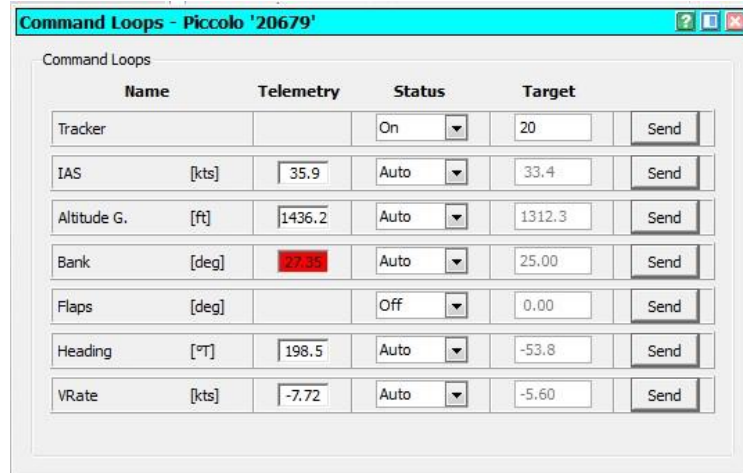 Command Loops - Piccolo '20679'
Command Loops
Name Telemetry Status Target
Tracker On 20 Send
IAS [kts] 35.9 Auto 33.4 Send
Altitude G. [ft] 1436.2 Auto 1312.3 Send
Bank [deg] 27.35 Auto 25.00 Send
Flaps [deg] Off 0.00 Send
Heading [°T] 198.5 Auto -53.8 Send
VRate [kts] -7.72 Auto -5.60 Send